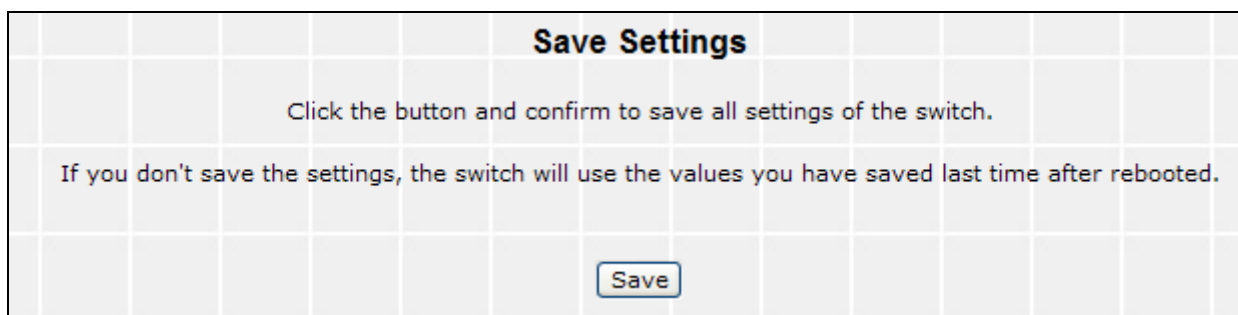 Save Settings
Click the button and confirm to save all settings of the switch.
If you don't save the settings, the switch will use the values you have saved last time after rebooted.
Save